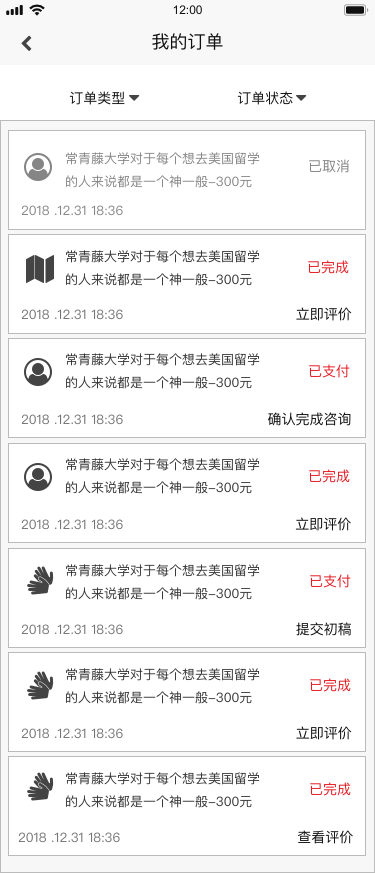 12:00
我的订单
订单类型 订单状态
常青藤大学对于每个想去美国留学
的人来说都是一个神一般-300元
已取消
2018 .12.31 18:36
常青藤大学对于每个想去美国留学
的人来说都是一个神一般-300元
已完成
2018 .12.31 18:36 立即评价
常青藤大学对于每个想去美国留学
的人来说都是一个神一般-300元
已支付
2018 .12.31 18:36 确认完成咨询
常青藤大学对于每个想去美国留学
的人来说都是一个神一般-300元
已完成
2018 .12.31 18:36 立即评价
常青藤大学对于每个想去美国留学
的人来说都是一个神一般-300元
已支付
2018 .12.31 18:36 提交初稿
常青藤大学对于每个想去美国留学
的人来说都是一个神一般-300元
已完成
2018 .12.31 18:36 立即评价
常青藤大学对于每个想去美国留学
的人来说都是一个神一般-300元
已完成
2018 .12.31 18:36 查看评价